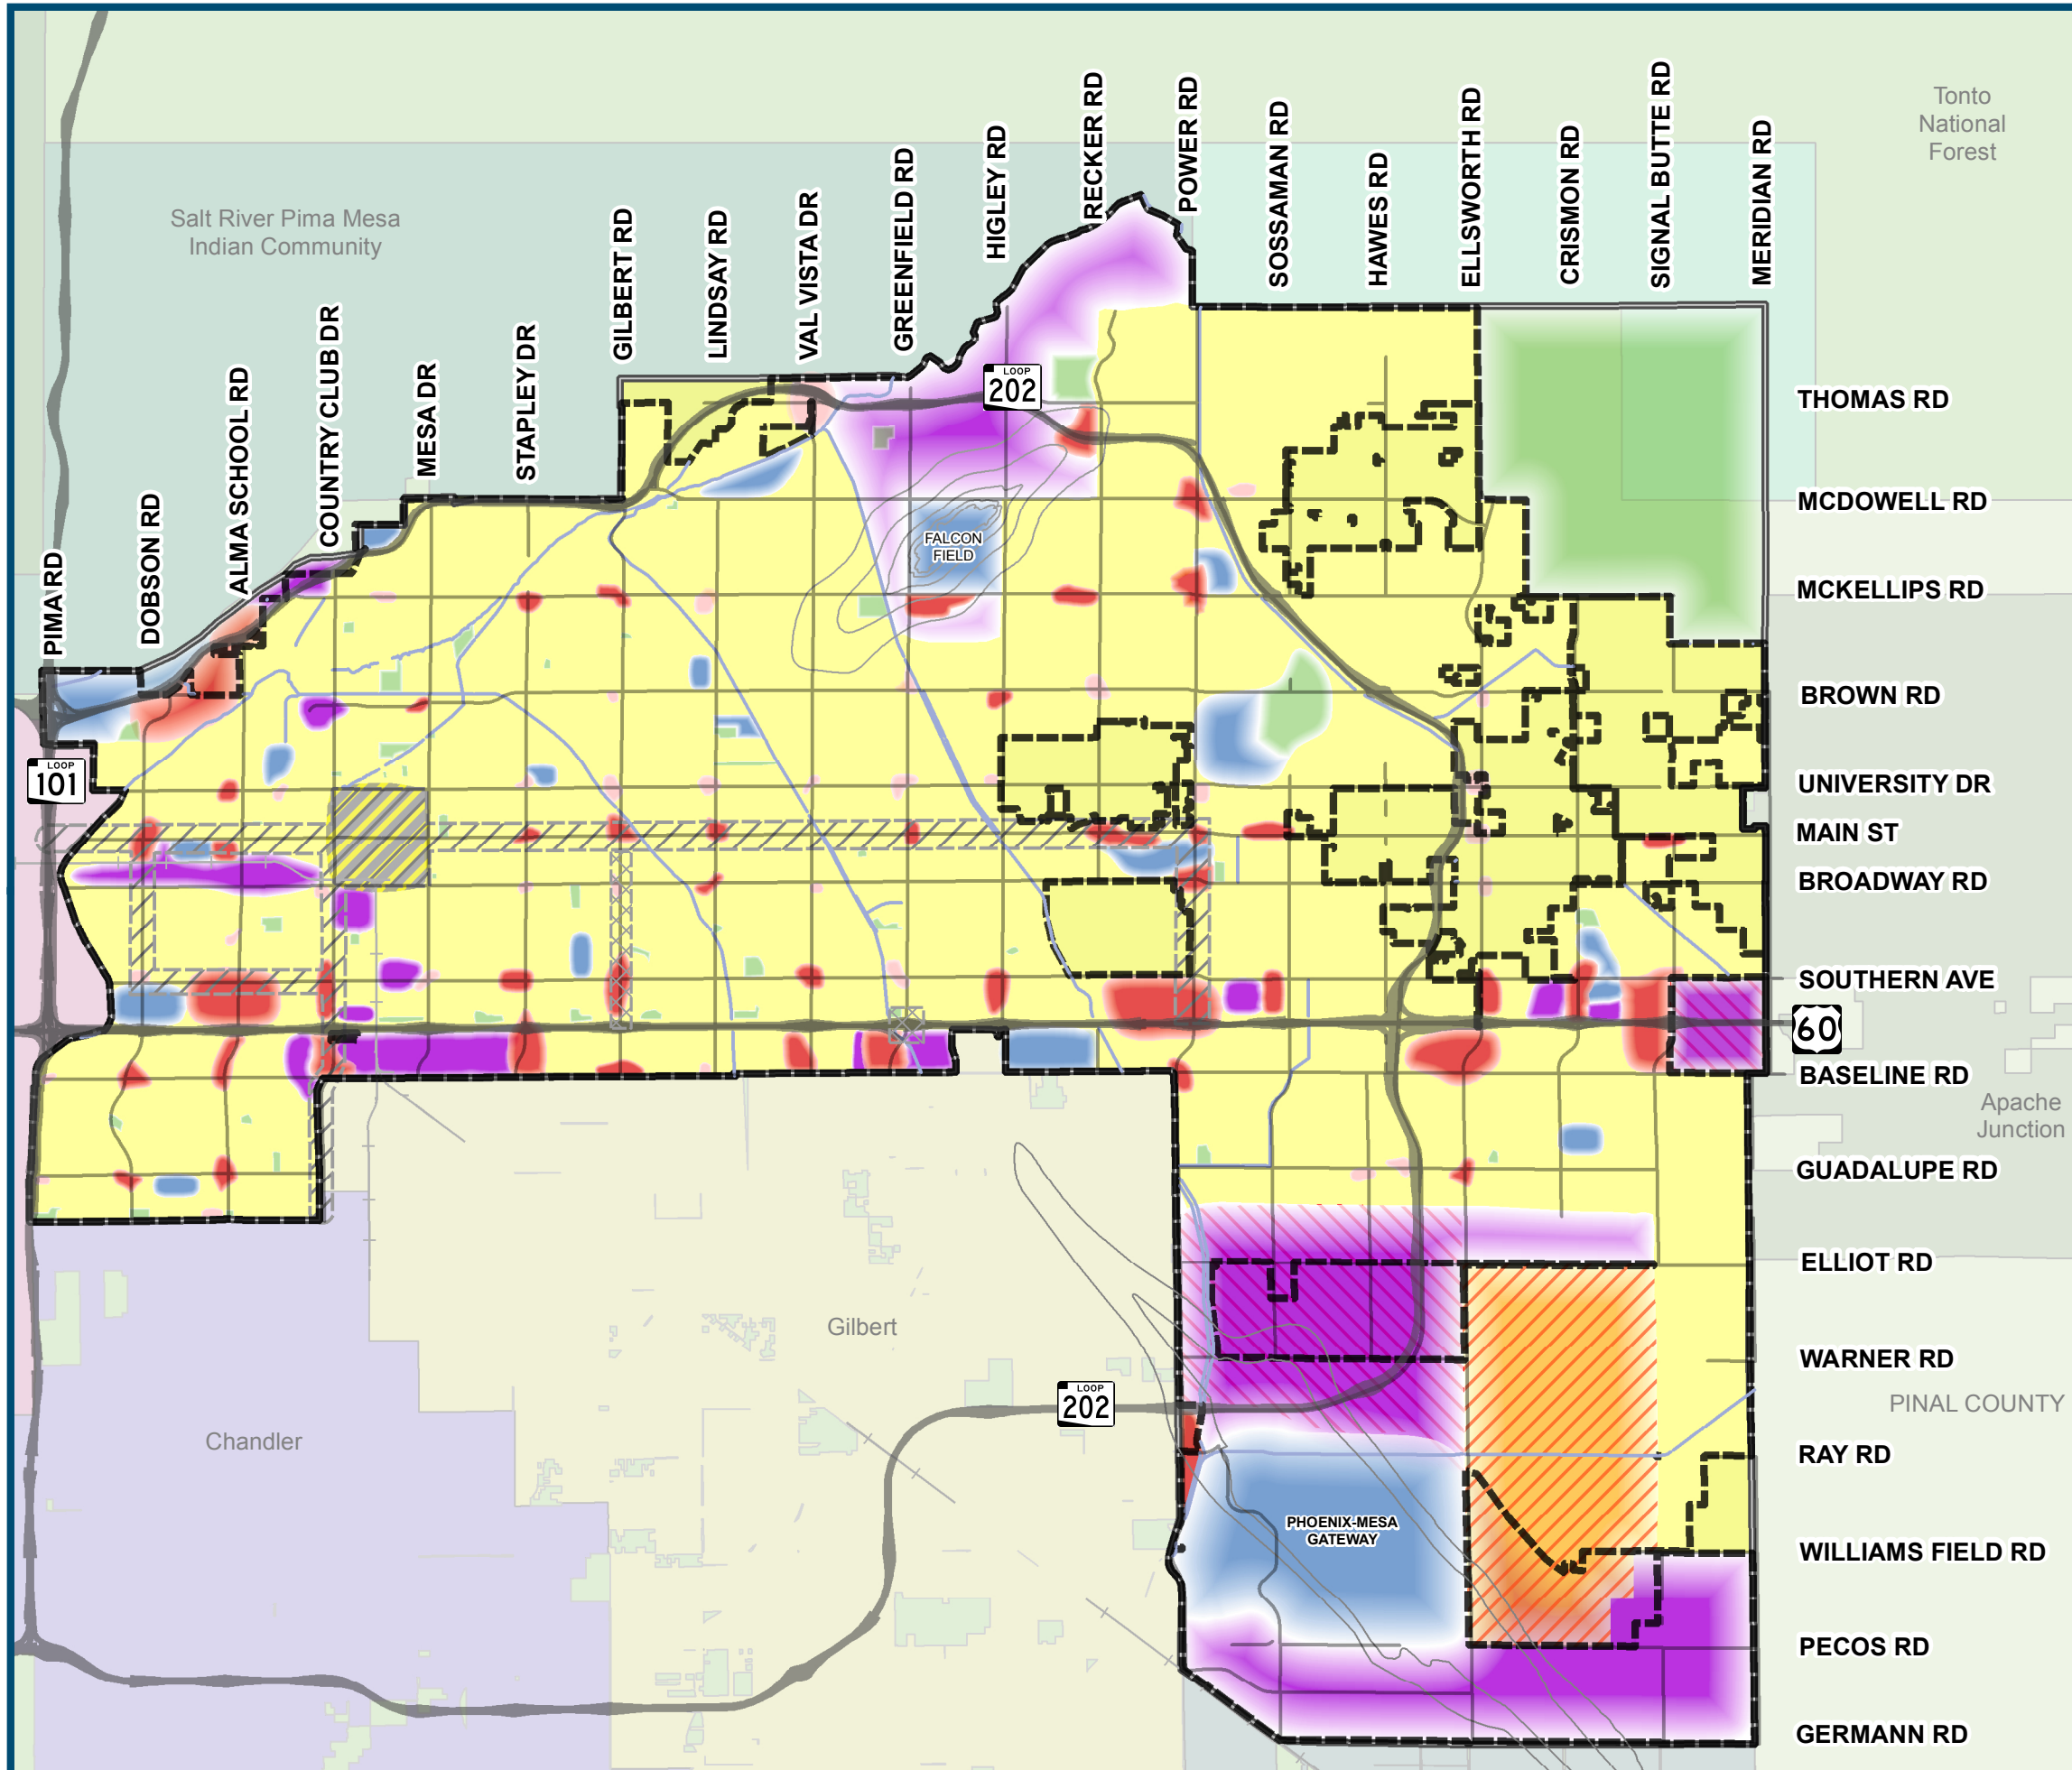 Tonto
National
Forest
Salt River Pima Mesa
Indian Community
PIMA RD
DOBSON RD
ALMA SCHOOL RD
COUNTRY CLUB DR
MESA DR
STAPLEY DR
GILBERT RD
LINDSAY RD
VAL VISTA DR
GREENFIELD RD
HIGLEY RD
RECKER RD
POWER RD
SOSSAMAN RD
HAWES RD
ELLSWORTH RD
CRISMON RD
SIGNAL BUTTE RD
MERIDIAN RD
LOOP
202
THOMAS RD
MCDOWELL RD
FALCON
FIELD
MCKELLIPS RD
BROWN RD
LOOP
101
UNIVERSITY DR
MAIN ST
BROADWAY RD
SOUTHERN AVE
60
BASELINE RD
Apache
Junction
GUADALUPE RD
ELLIOT RD
Gilbert
WARNER RD
LOOP
202
PINAL COUNTY
Chandler
RAY RD
PHOENIX-MESA
GATEWAY
WILLIAMS FIELD RD
PECOS RD
GERMANN RD